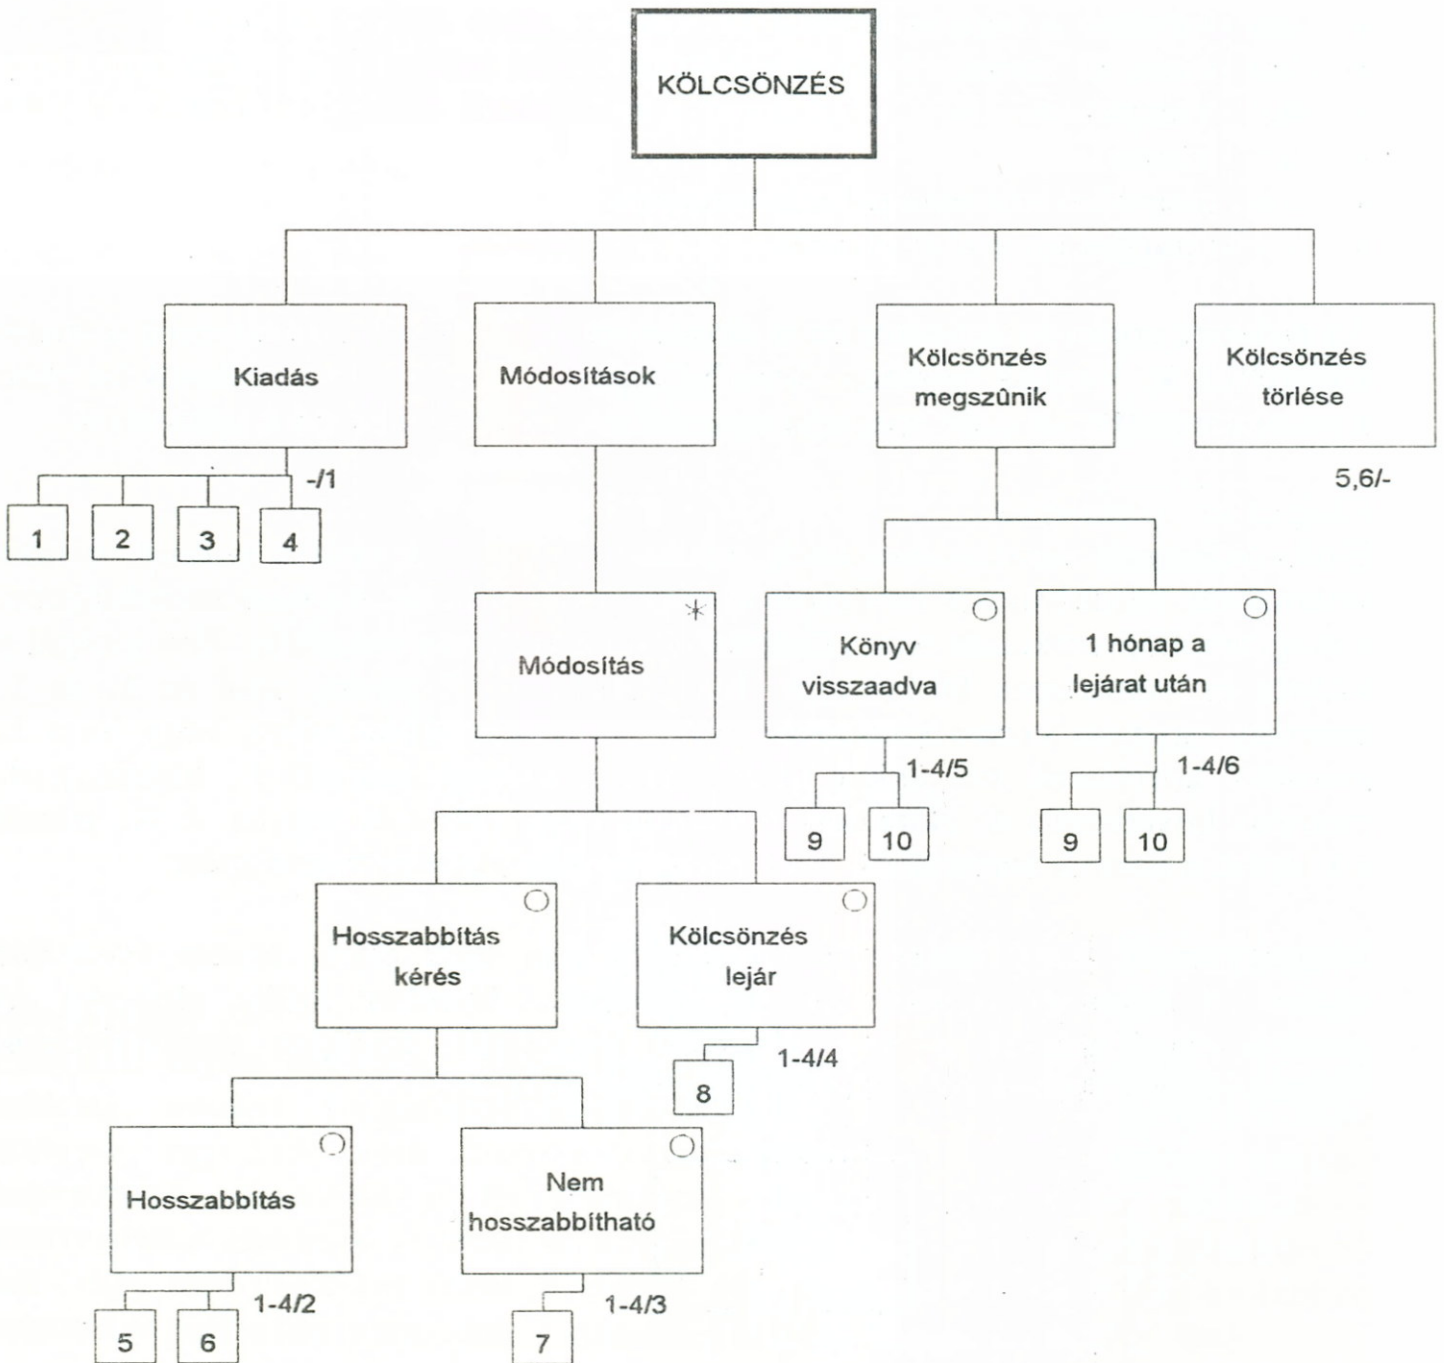 KÖLCSÖNZÉS
Kiadás
Módosítások
Kölcsönzés
megszûnik
Kölcsönzés
törlése
-/1
5,6/-
1
2
3
4
Módosítás
*
Könyv
visszaadva
1 hónap a
lejárat után
1-4/5
1-4/6
9
10
9
10
Hosszabbítás
kérés
Kölcsönzés
lejár
1-4/4
8
Hosszabbítás
Nem
hosszabbítható
1-4/2
1-4/3
5
6
7